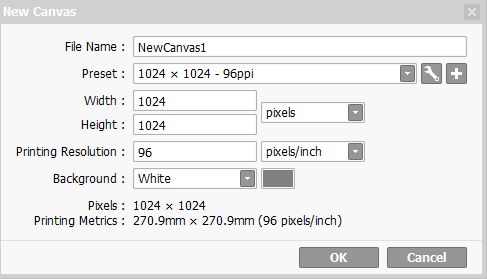 New Canvas
File Name : NewCanvas1
Preset : 1024 × 1024 - 96ppi
Width : 1024
pixels
Height : 1024
Printing Resolution : 96 pixels/inch
Background : White
Pixels : 1024 × 1024
Printing Metrics : 270.9mm × 270.9mm (96 pixels/inch)
OK Cancel